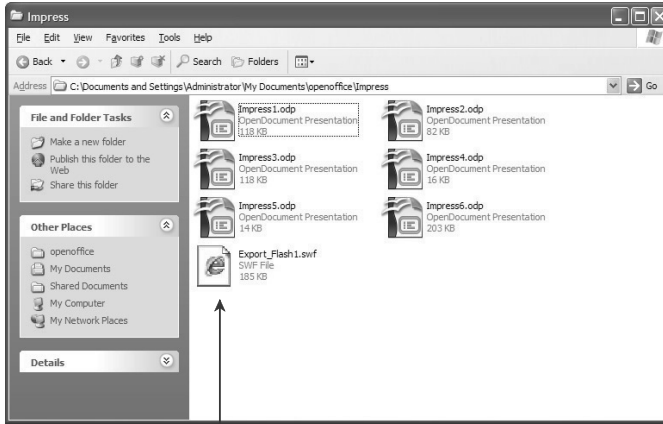 Impress
File Edit View Favorites Tools Help
Back Search Folders
Address C:\Documents and Settings\Administrator\My Documents\openoffice\Impress Go
File and Folder Tasks
Make a new folder
Publish this folder to the
Web
Share this folder
Other Places
openoffice
My Documents
Shared Documents
My Computer
My Network Places
Details
Impress1.odp
OpenDocument Presentation
118 KB
Impress2.odp
OpenDocument Presentation
82 KB
Impress3.odp
OpenDocument Presentation
118 KB
Impress4.odp
OpenDocument Presentation
16 KB
Impress5.odp
OpenDocument Presentation
14 KB
Impress6.odp
OpenDocument Presentation
203 KB
Export_Flash1.swf
SWF File
185 KB